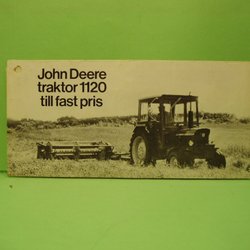 John Deere
traktor 1120
till fast pris